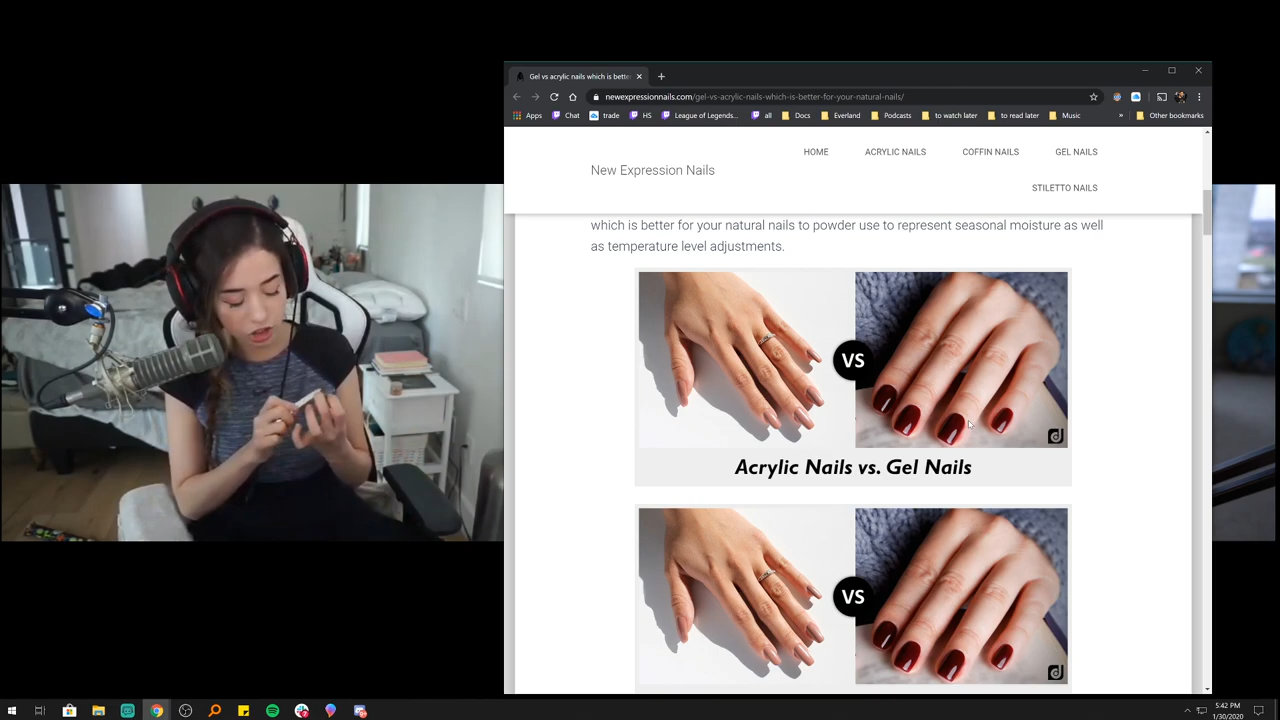 Gel vs acrylic nails which is bette
newexpressionnails.com/gel-vs-acrylic-nails-which-is-better-for-your-natural-nails/
Apps Chat trade HS League of Legends... all Docs Everland Podcasts to watch later to read later Music » Other bookmarks
HOME ACRYLIC NAILS COFFIN NAILS GEL NAILS
New Expression Nails
STILETTO NAILS
which is better for your natural nails to powder use to represent seasonal moisture as well
as temperature level adjustments.
VS
Acrylic Nails vs. Gel Nails
VS
5:42 PM
1/30/2020